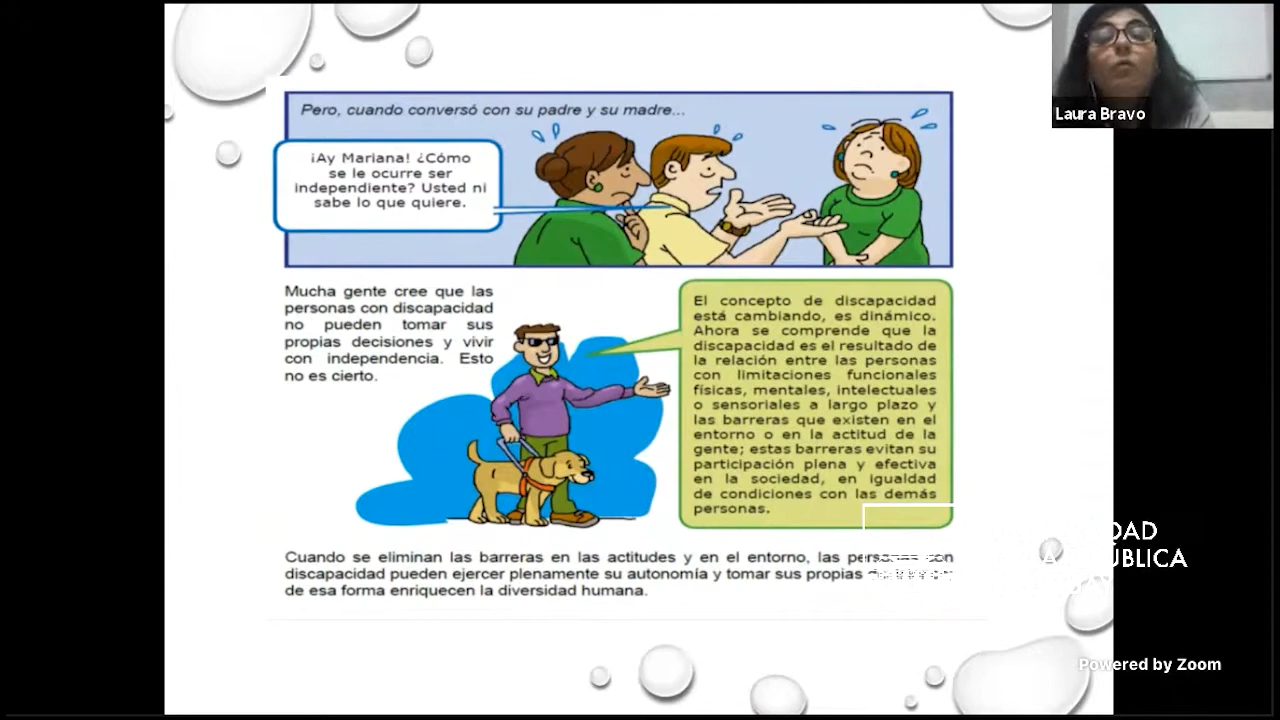 Laura Bravo
Pero, cuando conversó con su padre y su madre...
¡Ay Mariana! ¿Cómo
se le ocurre ser
independiente? Usted ni
sabe lo que quiere.
Mucha gente cree que las
personas con discapacidad
no pueden tomar sus
propias decisiones y vivir
con independencia. Esto
no es cierto.
El concepto de discapacidad
está cambiando, es dinámico.
Ahora se comprende que la
discapacidad es el resultado de
la relación entre las personas
con limitaciones funcionales
físicas, mentales, intelectuales
o sensoriales a largo plazo y
las barreras que existen en el
entorno o en la actitud de la
gente; estas barreras evitan su
participación plena y efectiva
en la sociedad, en igualdad
de condiciones con las demás
personas.
Cuando se eliminan las barreras en las actitudes y en el entorno, las personas con
discapacidad pueden ejercer plenamente su autonomía y tomar sus propias
de esa forma enriquecen la diversidad humana.
Powered by Zoom